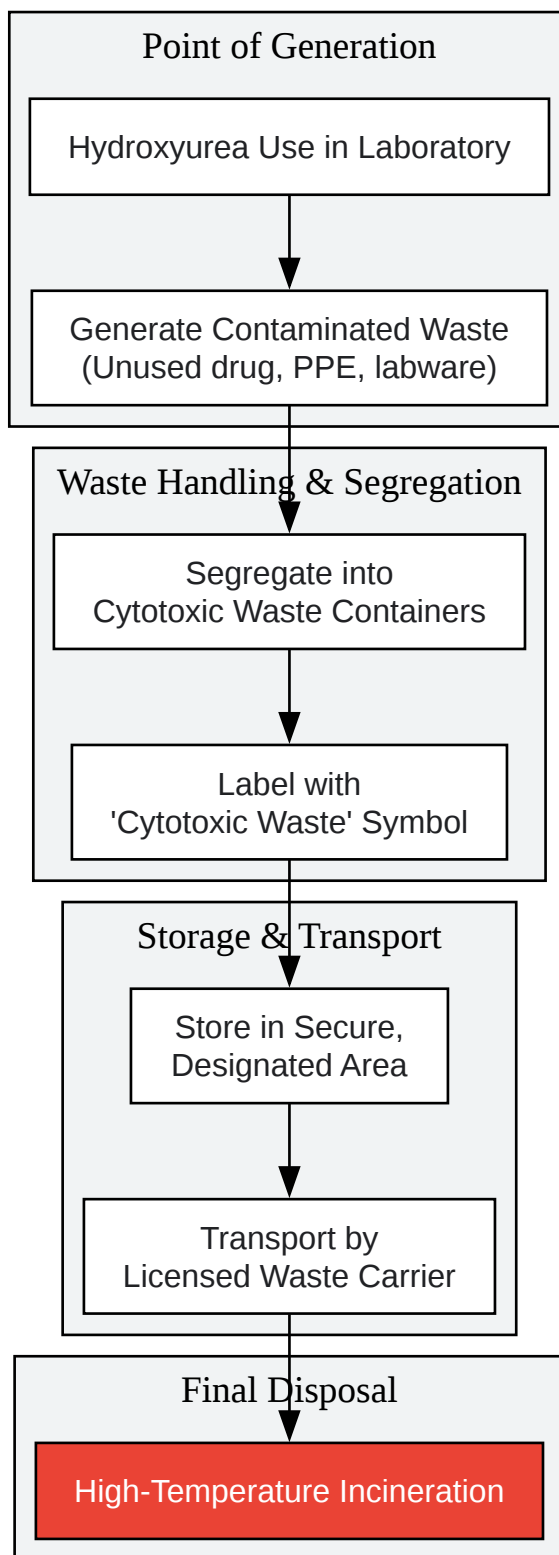 Point of Generation
Hydroxyurea Use in Laboratory
Generate Contaminated Waste
(Unused drug, PPE, labware)
Waste Handling & Segregation
Segregate into
Cytotoxic Waste Containers
Label with
'Cytotoxic Waste' Symbol
Storage & Transport
Store in Secure,
Designated Area
Transport by
Licensed Waste Carrier
Final Disposal
High-Temperature Incineration